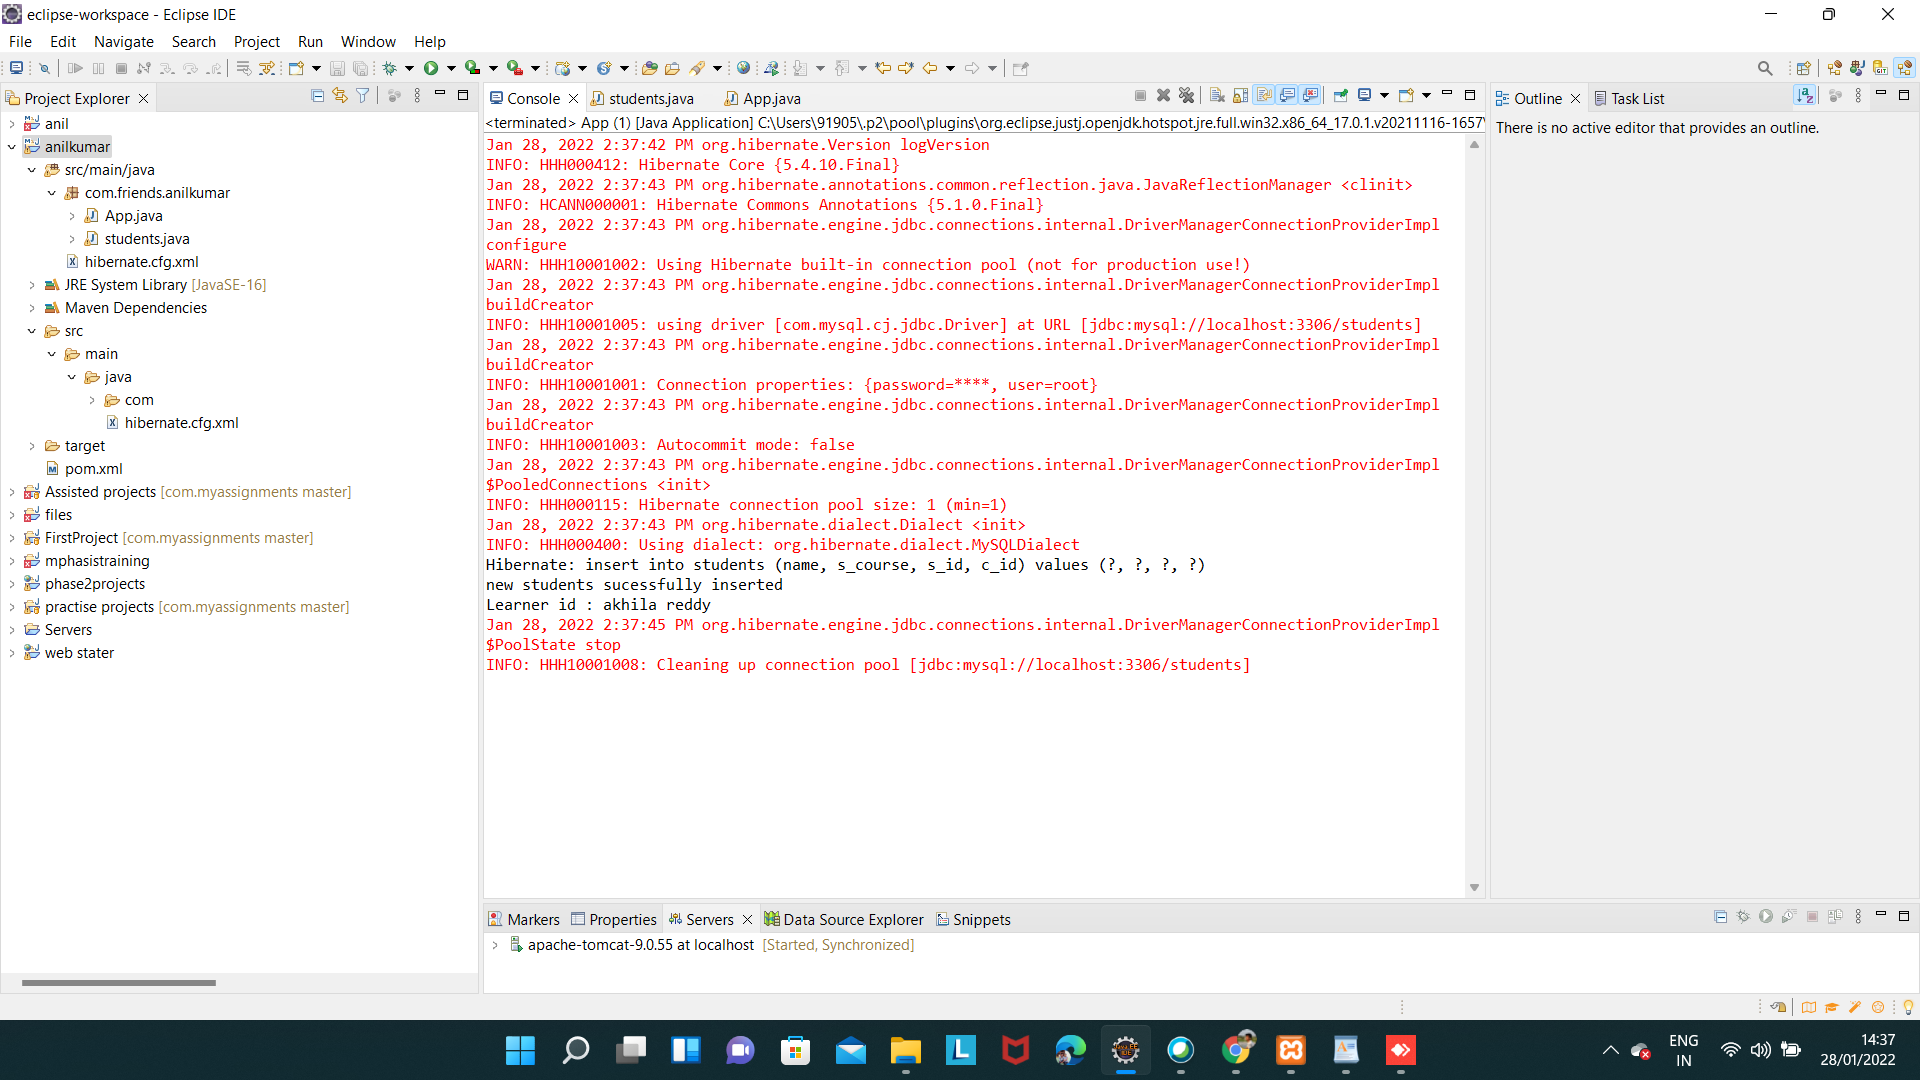 eclipse-workspace - Eclipse IDE
File Edit Navigate Search Project Run Window Help
Project Explorer
anil
anilkumar
src/main/java
com.friends.anilkumar
App.java
students.java
hibernate.cfg.xml
JRE System Library [JavaSE-16]
Maven Dependencies
src
main
java
com
hibernate.cfg.xml
target
pom.xml
Assisted projects [com.myassignments master]
files
FirstProject [com.myassignments master]
mphasistraining
phase2projects
practise projects [com.myassignments master]
Servers
web stater
Console students.java App.java
<terminated> App (1) [Java Application] C:\Users\91905\.p2\pool\plugins\org.eclipse.justj.openjdk.hotspot.jre.full.win32.x86_64_17.0.1.v20211116-1657\
Jan 28, 2022 2:37:42 PM org.hibernate.Version logVersion
INFO: HHH000412: Hibernate Core {5.4.10.Final}
Jan 28, 2022 2:37:43 PM org.hibernate.annotations.common.reflection.java.JavaReflectionManager <clinit>
INFO: HCANN000001: Hibernate Commons Annotations {5.1.0.Final}
Jan 28, 2022 2:37:43 PM org.hibernate.engine.jdbc.connections.internal.DriverManagerConnectionProviderImpl
configure
WARN: HHH10001002: Using Hibernate built-in connection pool (not for production use!)
Jan 28, 2022 2:37:43 PM org.hibernate.engine.jdbc.connections.internal.DriverManagerConnectionProviderImpl
buildCreator
INFO: HHH10001005: using driver [com.mysql.cj.jdbc.Driver] at URL [jdbc:mysql://localhost:3306/students]
Jan 28, 2022 2:37:43 PM org.hibernate.engine.jdbc.connections.internal.DriverManagerConnectionProviderImpl
buildCreator
INFO: HHH10001001: Connection properties: {password=****, user=root}
Jan 28, 2022 2:37:43 PM org.hibernate.engine.jdbc.connections.internal.DriverManagerConnectionProviderImpl
buildCreator
INFO: HHH10001003: Autocommit mode: false
Jan 28, 2022 2:37:43 PM org.hibernate.engine.jdbc.connections.internal.DriverManagerConnectionProviderImpl
$PooledConnections <init>
INFO: HHH000115: Hibernate connection pool size: 1 (min=1)
Jan 28, 2022 2:37:43 PM org.hibernate.dialect.Dialect <init>
INFO: HHH000400: Using dialect: org.hibernate.dialect.MySQLDialect
Hibernate: insert into students (name, s_course, s_id, c_id) values (?, ?, ?, ?)
new students sucessfully inserted
Learner id : akhila reddy
Jan 28, 2022 2:37:45 PM org.hibernate.engine.jdbc.connections.internal.DriverManagerConnectionProviderImpl
$PoolState stop
INFO: HHH10001008: Cleaning up connection pool [jdbc:mysql://localhost:3306/students]
Outline Task List
There is no active editor that provides an outline.
Markers Properties Servers Data Source Explorer Snippets
apache-tomcat-9.0.55 at localhost [Started, Synchronized]
ENG
IN
14:37
28/01/2022